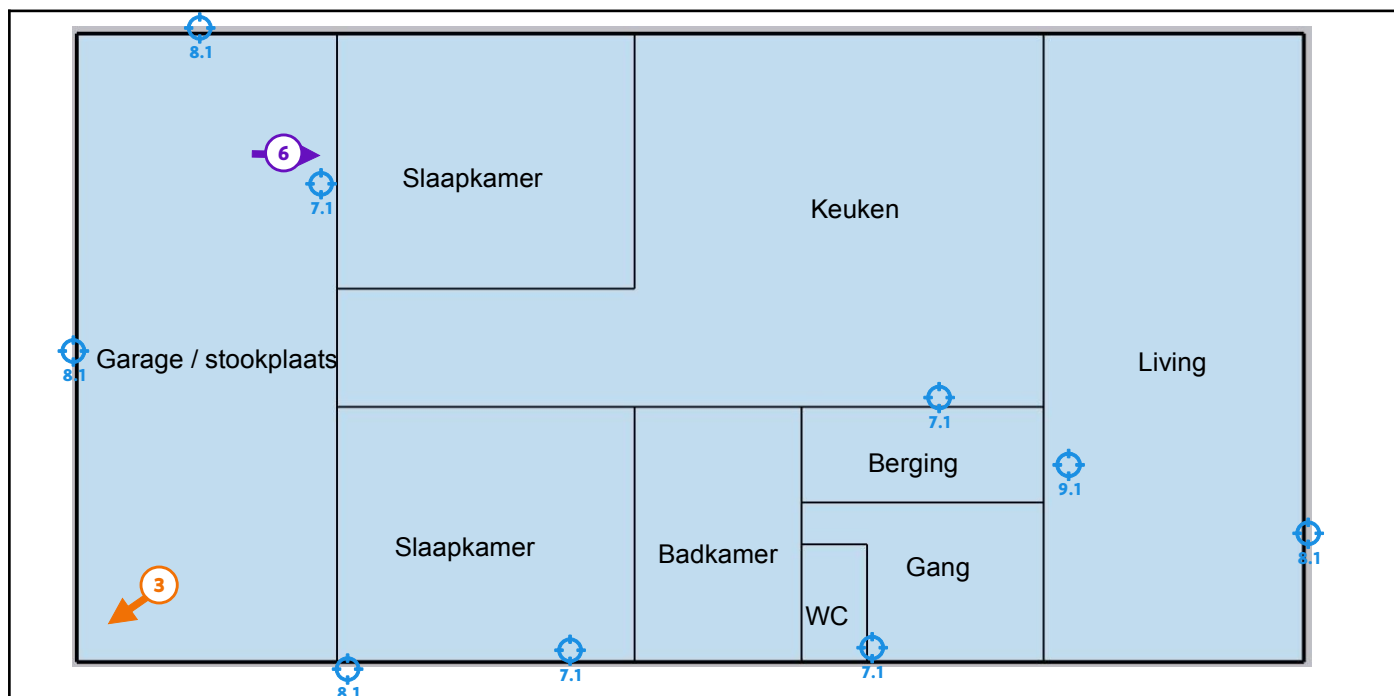 8.1
6
7.1
Slaapkamer
Keuken
8.1
Garage / stookplaats
Living
7.1
Berging
9.1
Slaapkamer
Badkamer
Gang
8.1
3
WC
8.1
7.1
7.1